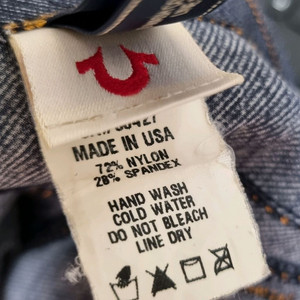 MADE IN USA
72% NYLON
28% SPANDEX
HAND WASH
COLD WATER
DO NOT BLEACH
LINE DRY